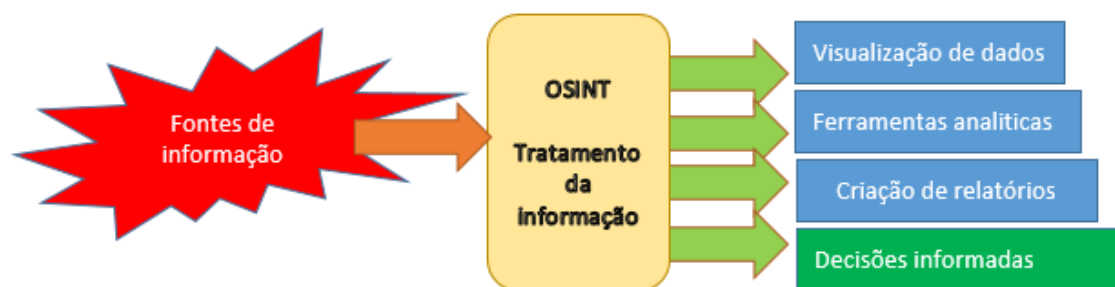 Fontes de
informação
OSINT
Tratamento
da
informação
Visualização de dados
Ferramentas analiticas
Criação de relatórios
Decisões informadas